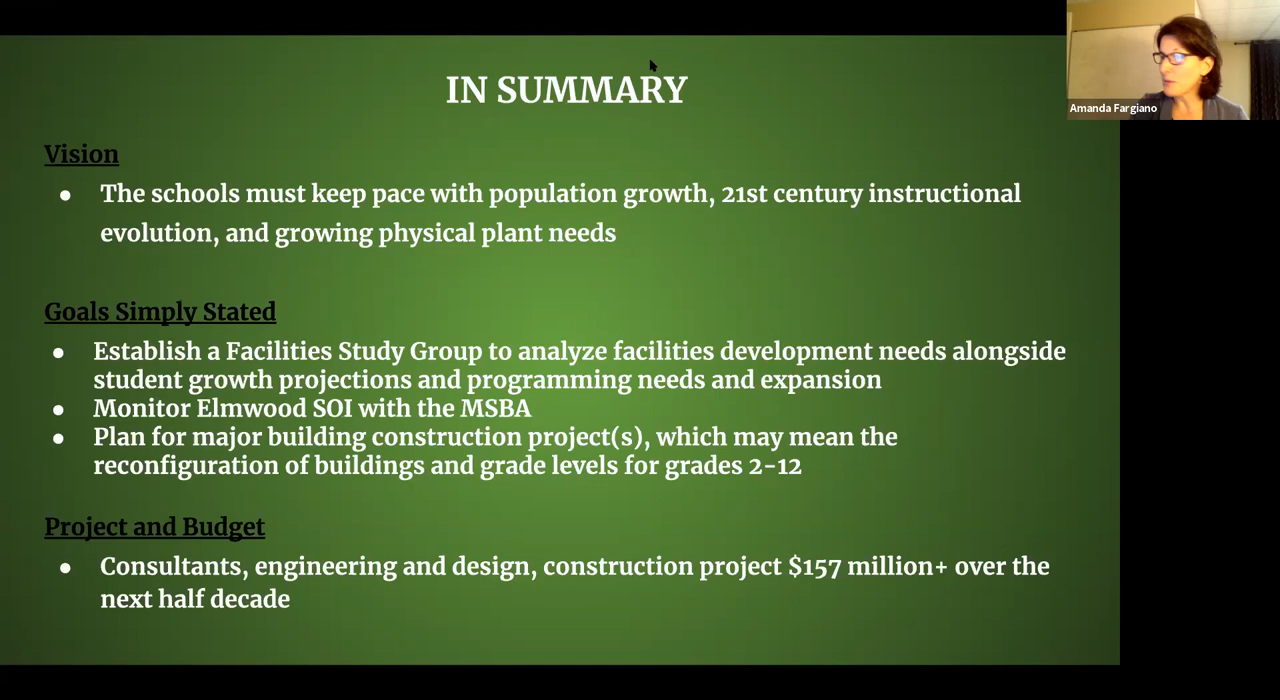 IN SUMMARY
Amanda Fargiano
Vision
● The schools must keep pace with population growth, 21st century instructional
evolution, and growing physical plant needs
Goals Simply Stated
● Establish a Facilities Study Group to analyze facilities development needs alongside
student growth projections and programming needs and expansion
● Monitor Elmwood SOI with the MSBA
● Plan for major building construction project(s), which may mean the
reconfiguration of buildings and grade levels for grades 2-12
Project and Budget
● Consultants, engineering and design, construction project $157 million+ over the
next half decade